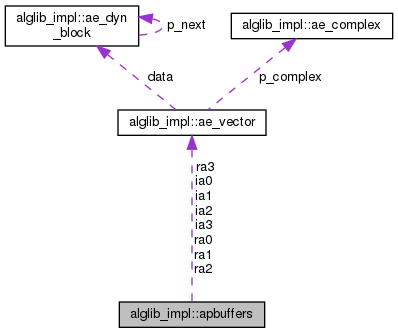 alglib_impl::ae_dyn
_block
p_next
alglib_impl::ae_complex
data
p_complex
alglib_impl::ae_vector
ra3
ia0
ia1
ia2
ia3
ra0
ra1
ra2
alglib_impl::apbuffers